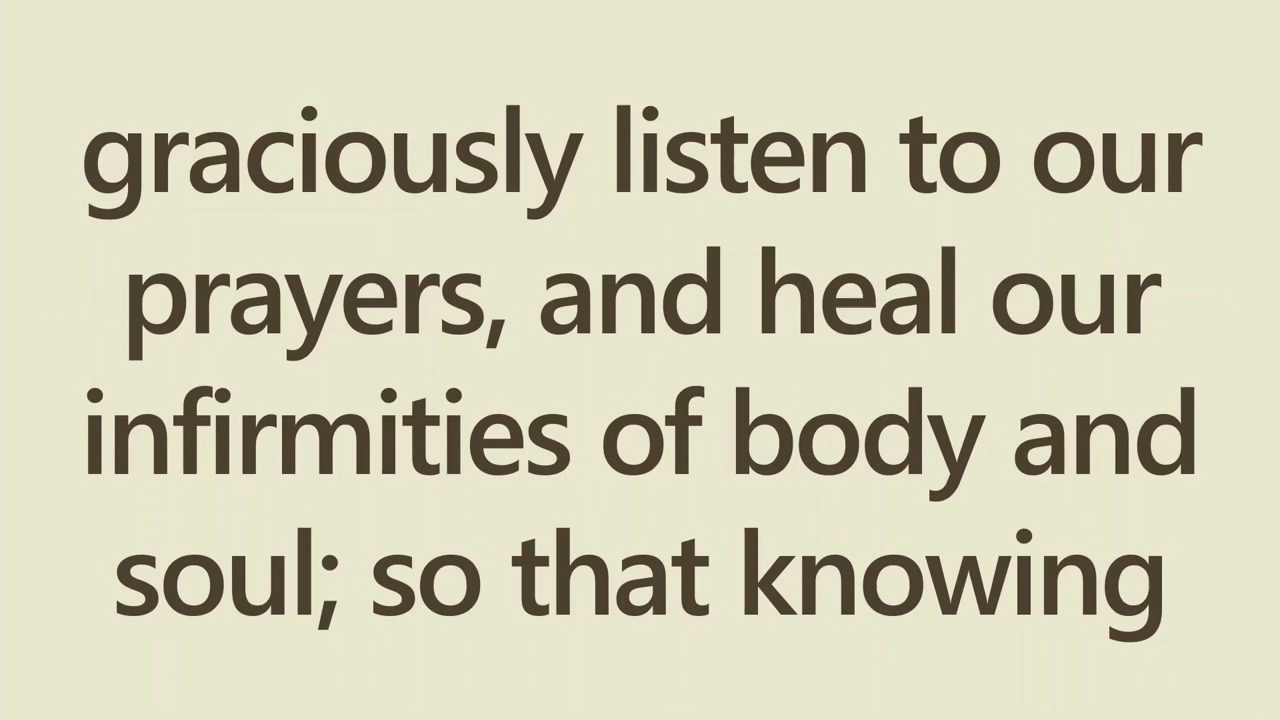 graciously listen to our
prayers, and heal our
infirmities of body and
soul; so that knowing